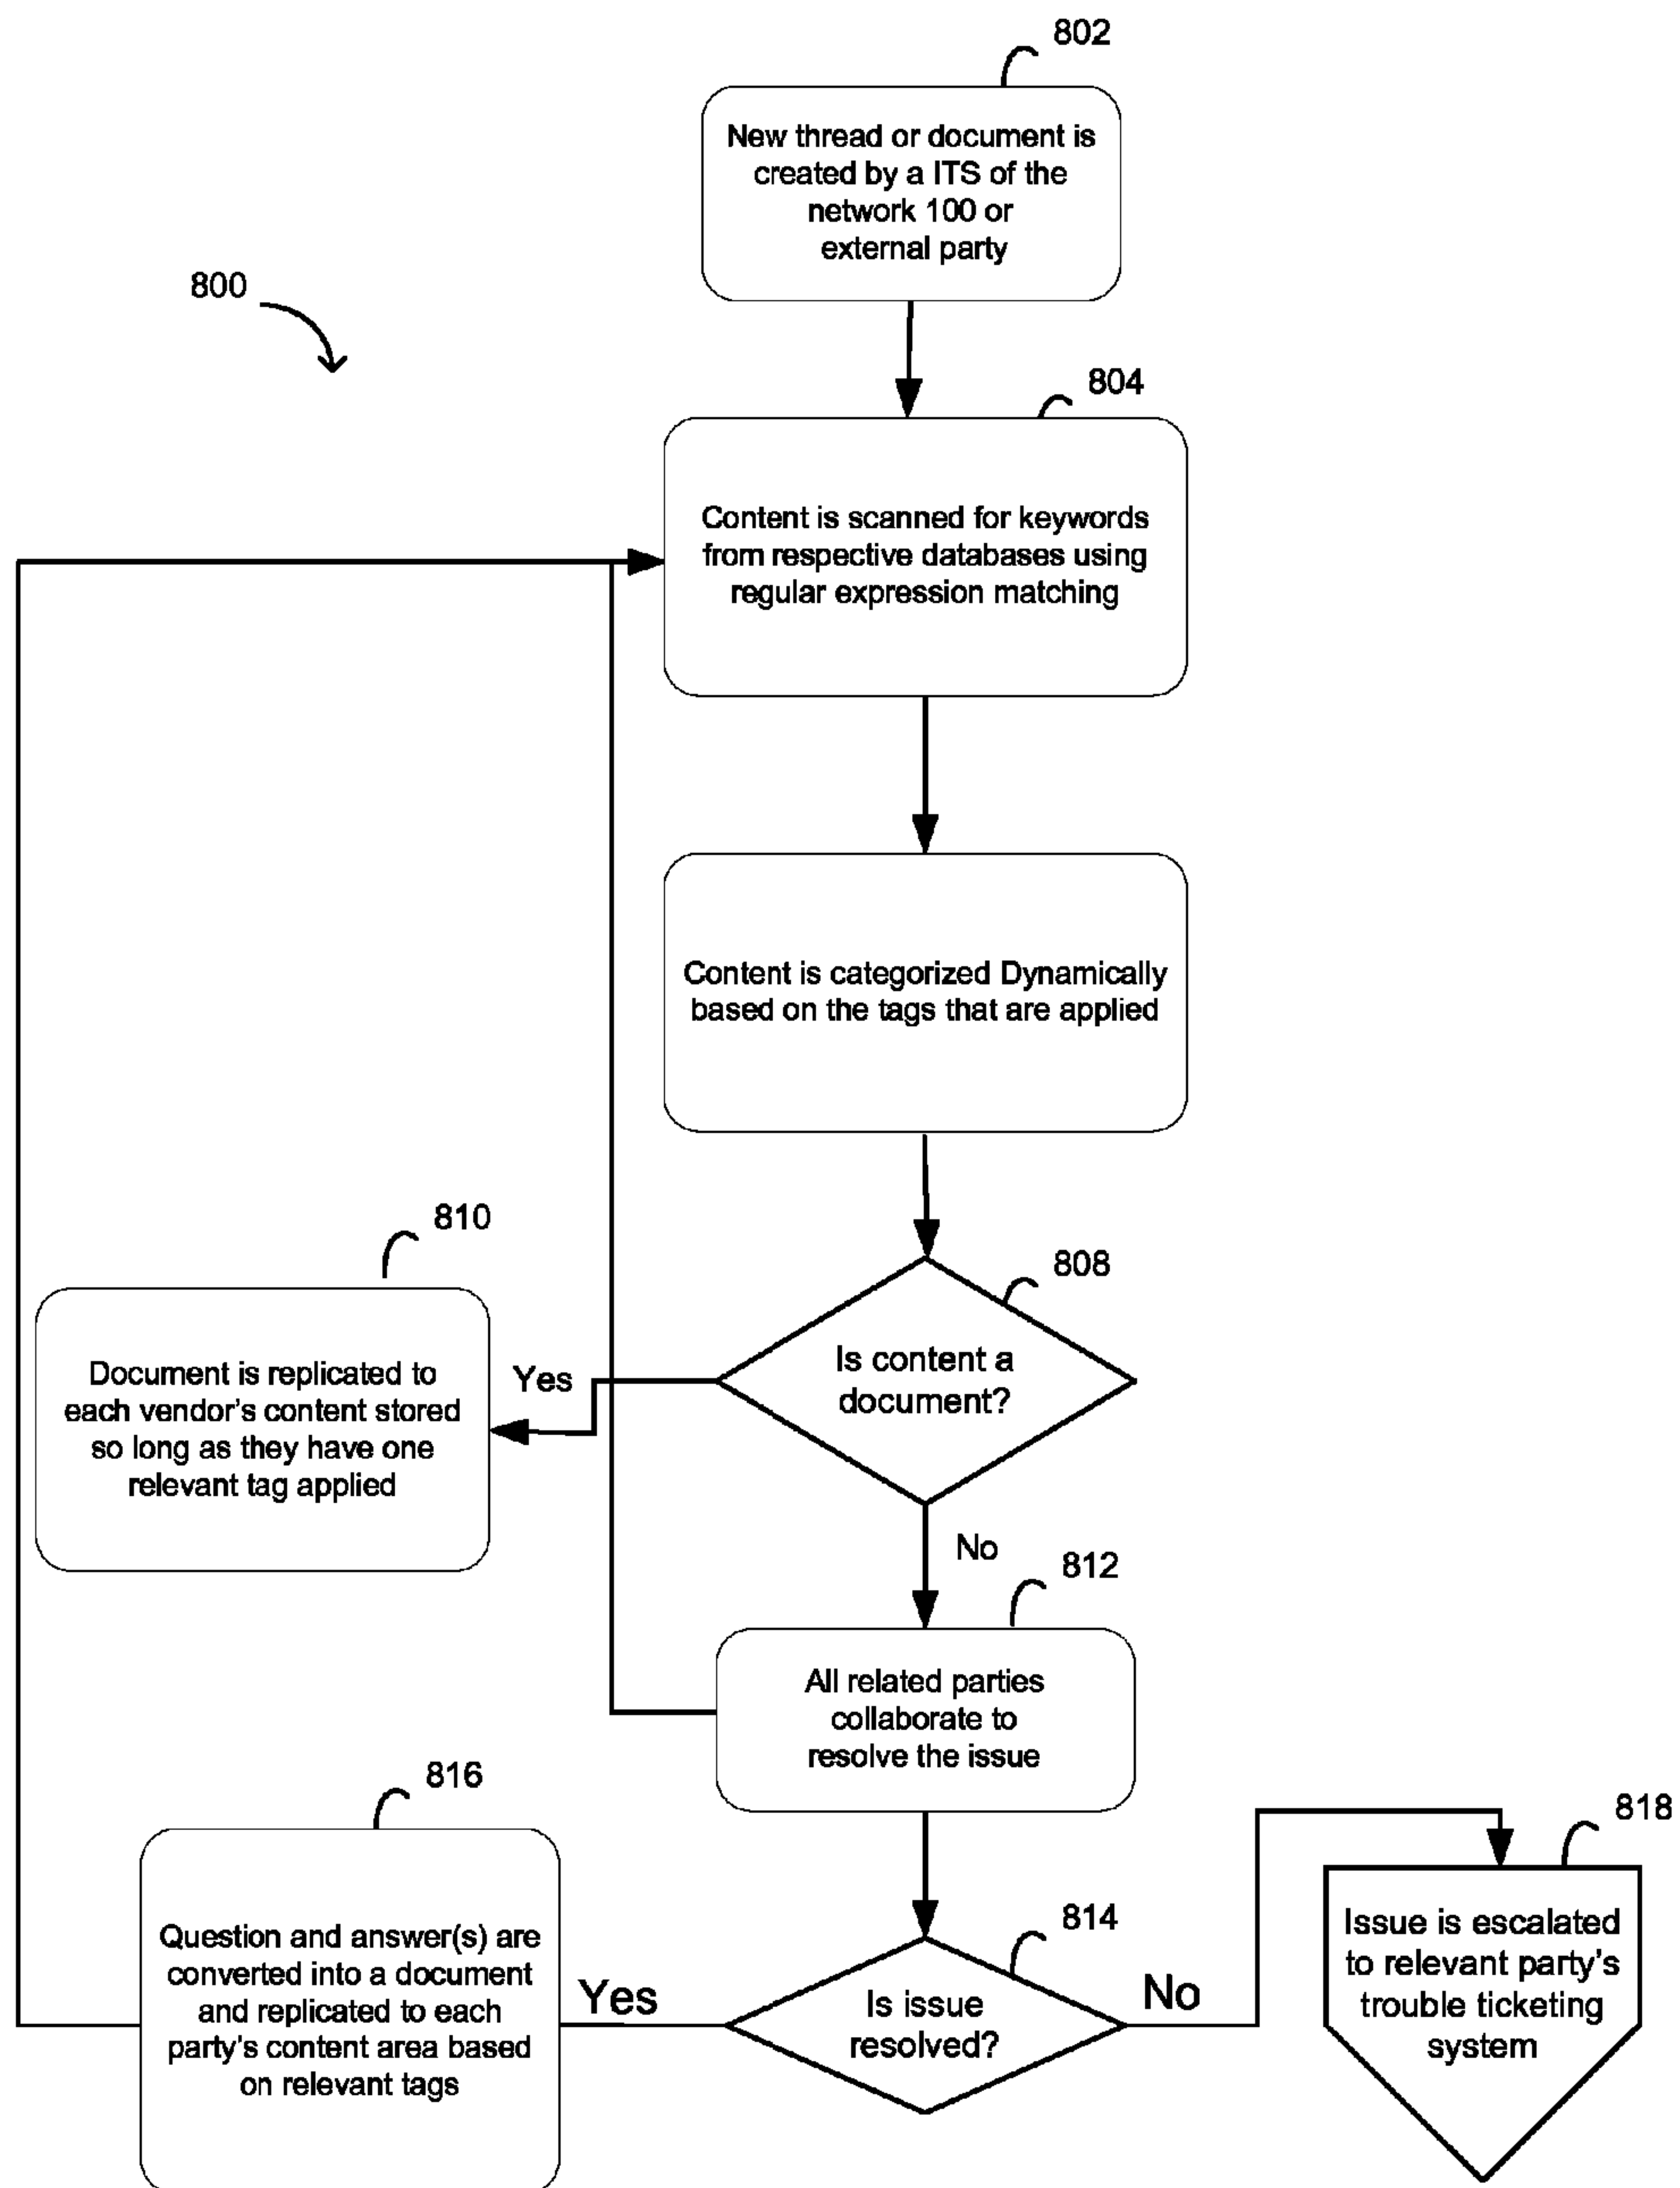 802
New thread or document is
created by a ITS of the
network 100 or
external party
800
804
Content is scanned for keywords
from respective databases using
regular expression matching
Content is categorized Dynamically
based on the tags that are applied
808
Is content a
document?
Yes
810
Document is replicated to
each vendor's content stored
so long as they have one
relevant tag applied
No
812
All related parties
collaborate to
resolve the issue
814
Is issue
resolved?
Yes
816
Question and answer(s) are
converted into a document
and replicated to each
party's content area based
on relevant tags
No
818
Issue is escalated
to relevant party's
trouble ticketing
system